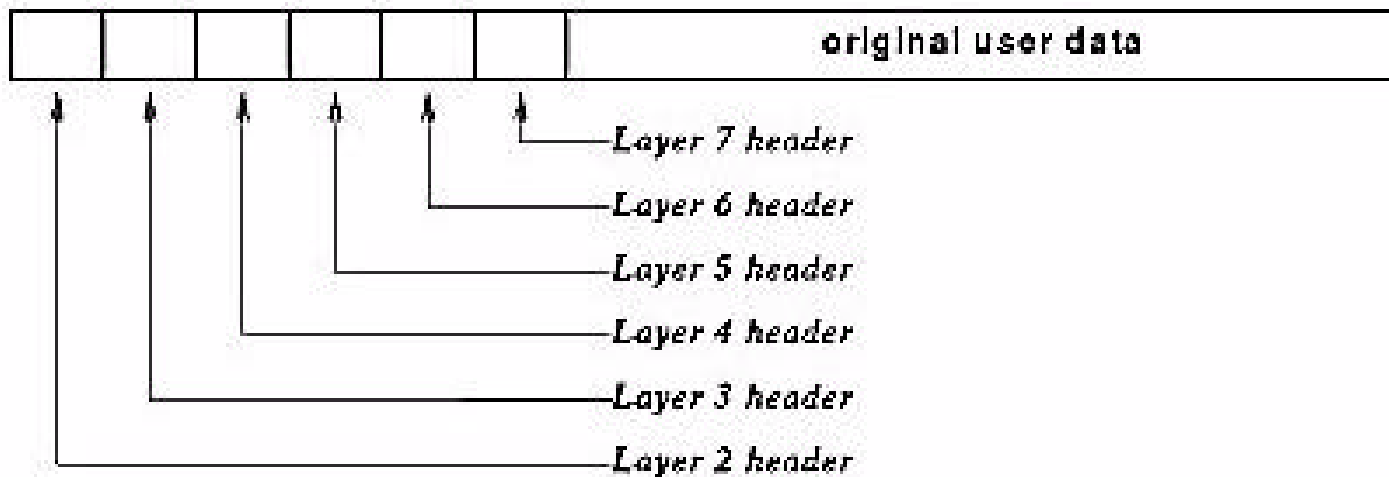 original user data
Layer 7 header
Layer 6 header
Layer 5 header
Layer 4 header
Layer 3 header
Layer 2 header